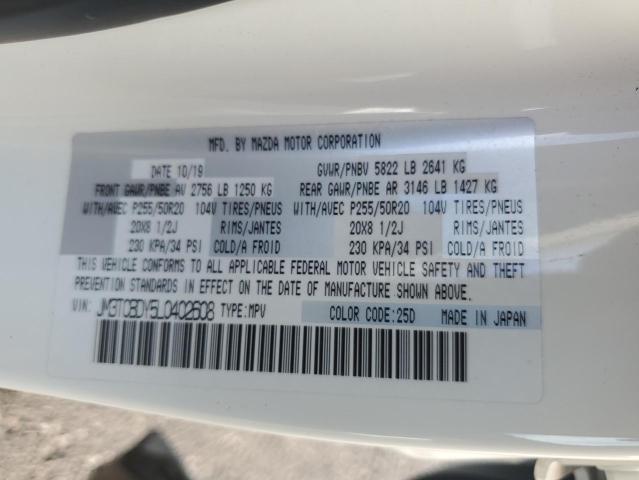 MFD. BY MAZDA MOTOR CORPORATION
DATE 10/19 GVWR/PNBV 5822 LB 2641 KG
FRONT GAWR/PNBE AV 2756 LB 1250 KG REAR GAWR/PNBE AR 3146 LB 1427 KG
WITH/AVEC P255/50R20 104V TIRES/PNEUS WITH/AVEC P255/50R20 104V TIRES/PNEUS
20X8 1/2J RIMS/JANTES 20X8 1/2J RIMS/JANTES
230 KPA/34 PSI COLD/A FROID 230 KPA/34 PSI COLD/A FROID
THIS VEHICLE CONFORMS TO ALL APPLICABLE FEDERAL MOTOR VEHICLE SAFETY AND THEFT
PREVENTION STANDARDS IN EFFECT ON THE DATE OF MANUFACTURE SHOWN ABOVE.
VIN: JM3TCBDY5L0402508 TYPE:MPV COLOR CODE:25D MADE IN JAPAN